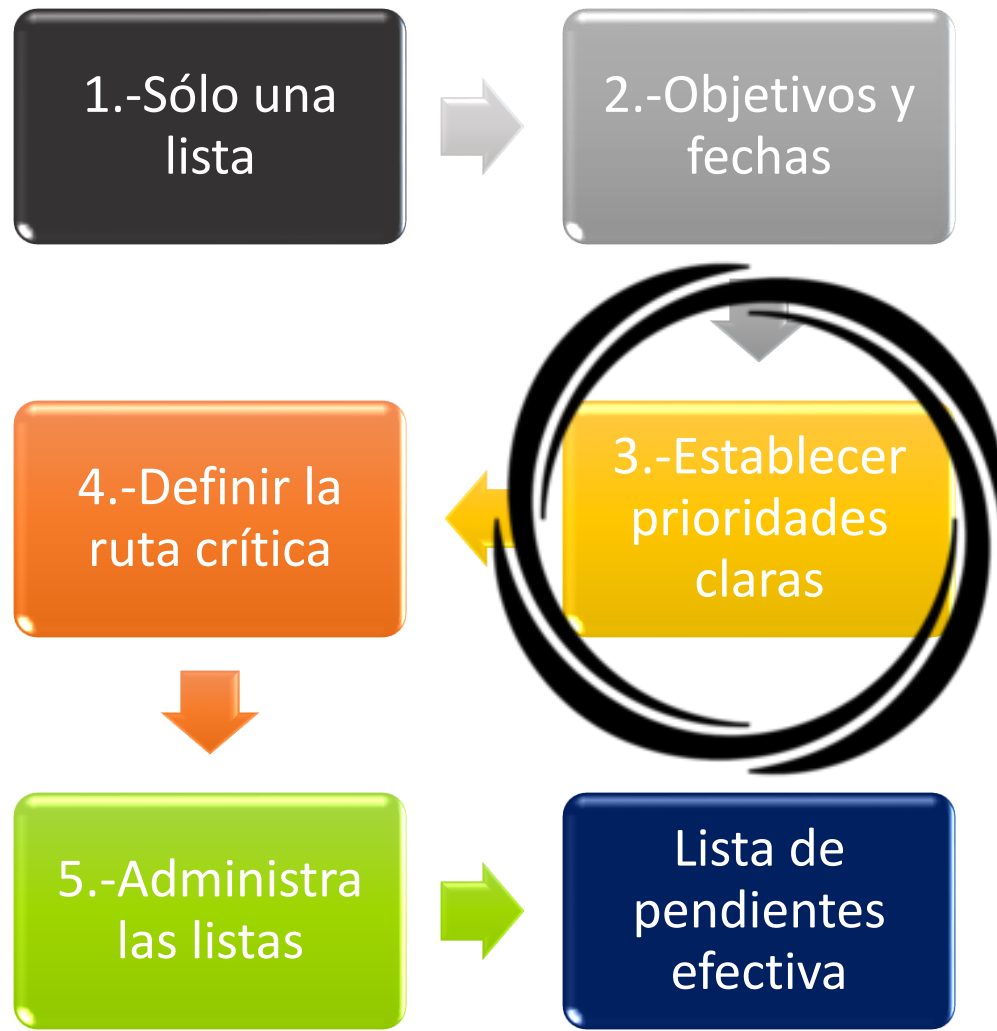 1.-Sólo una
lista
2.-Objetivos y
fechas
3.-Establecer
prioridades
claras
4.-Definir la
ruta crítica
5.-Administra
las listas
Lista de
pendientes
efectiva